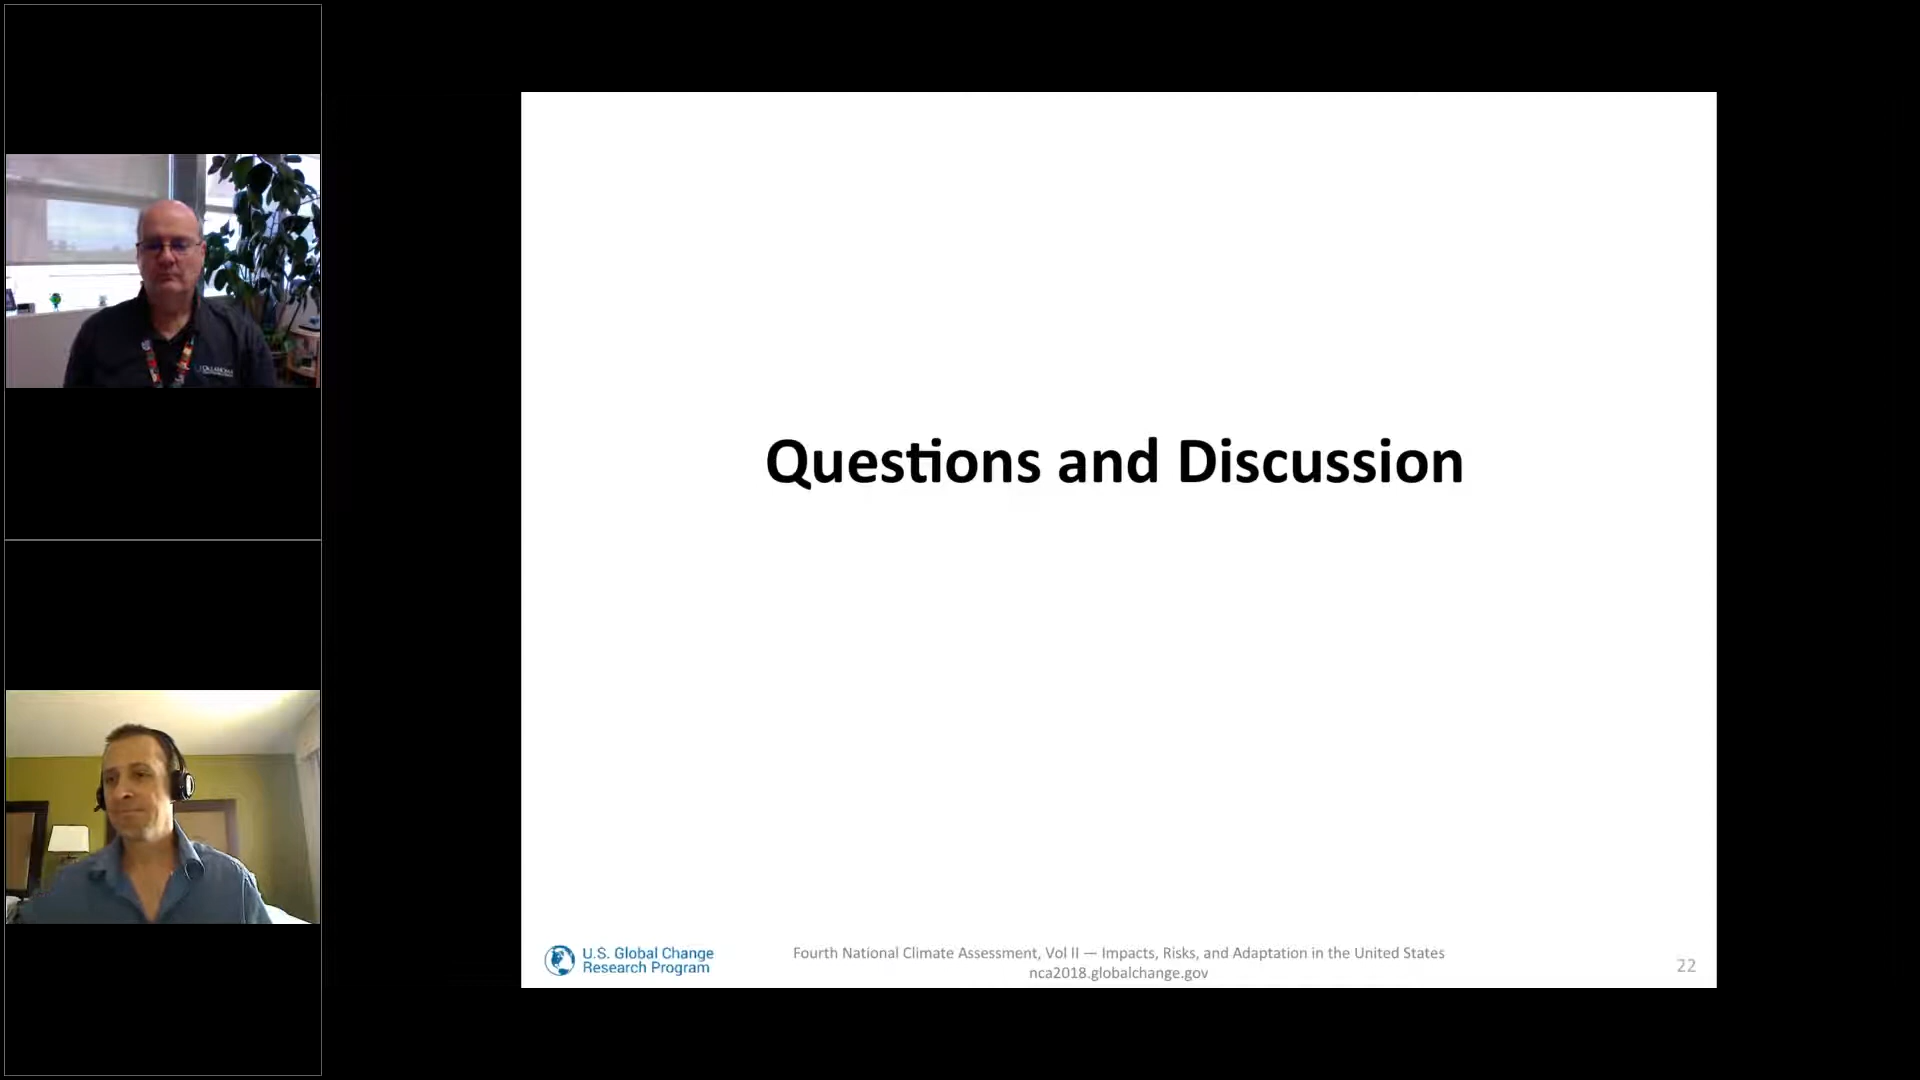 OKLAHOMA
Questions and Discussion
U.S. Global Change
Research Program
Fourth National Climate Assessment, Vol II — Impacts, Risks, and Adaptation in the United States
nca2018.globalchange.gov
22